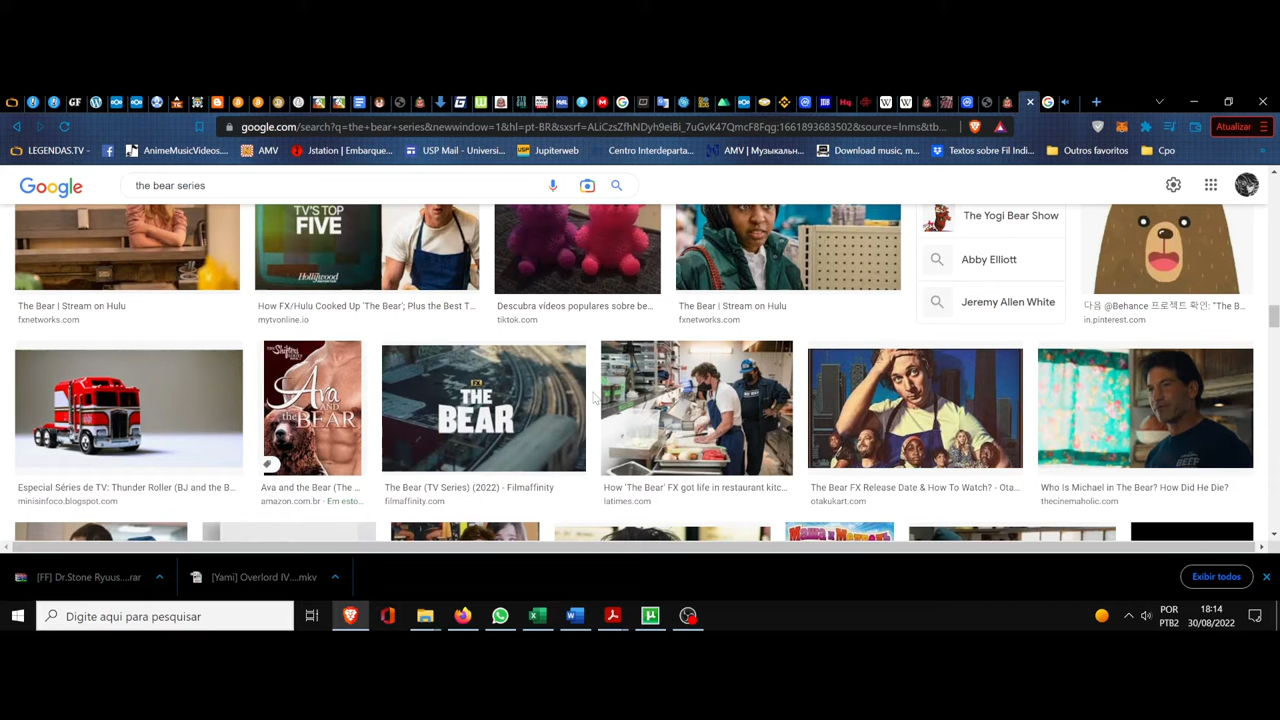 google.com/search?q=the+bear+series&newwindow=1&hl=pt-BR&sxsrf=ALiCzsZfhNDyh9eiBi_7uGvK47QmcF8Fqg:1661893683502&source=lnms&tb...
Atualizar
LEGENDAS.TV
AnimeMusicVideos....
AMV
Jstation | Embarque...
USP Mail - Universi...
Jupiterweb
Centro Interdeparta...
AMV | Музыкальн...
Download music, m...
Textos sobre Fil Indi...
Outros favoritos
Cpo
Google
the bear series
TV'S TOP
FIVE
Hollywood
The Yogi Bear Show
Abby Elliott
Jeremy Allen White
The Bear | Stream on Hulu
fxnetworks.com
How FX/Hulu Cooked Up 'The Bear'; Plus the Best T...
mytvonline.io
Descubra vídeos populares sobre be...
tiktok.com
The Bear | Stream on Hulu
fxnetworks.com
다음 @Behance 프로젝트 확인: “The B...
in.pinterest.com
The Shifters
SERIES
Ava
AND
the BEAR
FX
THE
BEAR
BEEF
Especial Séries de TV: Thunder Roller (BJ and the B...
minisinfoco.blogspot.com
Ava and the Bear (The ...
amazon.com.br · Em esto...
The Bear (TV Series) (2022) - Filmaffinity
filmaffinity.com
How 'The Bear' FX got life in restaurant kitc...
latimes.com
The Bear FX Release Date & How To Watch? - Ota...
otakukart.com
Who Is Michael in The Bear? How Did He Die?
thecinemaholic.com
[FF] Dr.Stone Ryuus....rar
[Yami] Overlord IV....mkv
Exibir todos
Digite aqui para pesquisar
POR
PTB2
18:14
30/08/2022